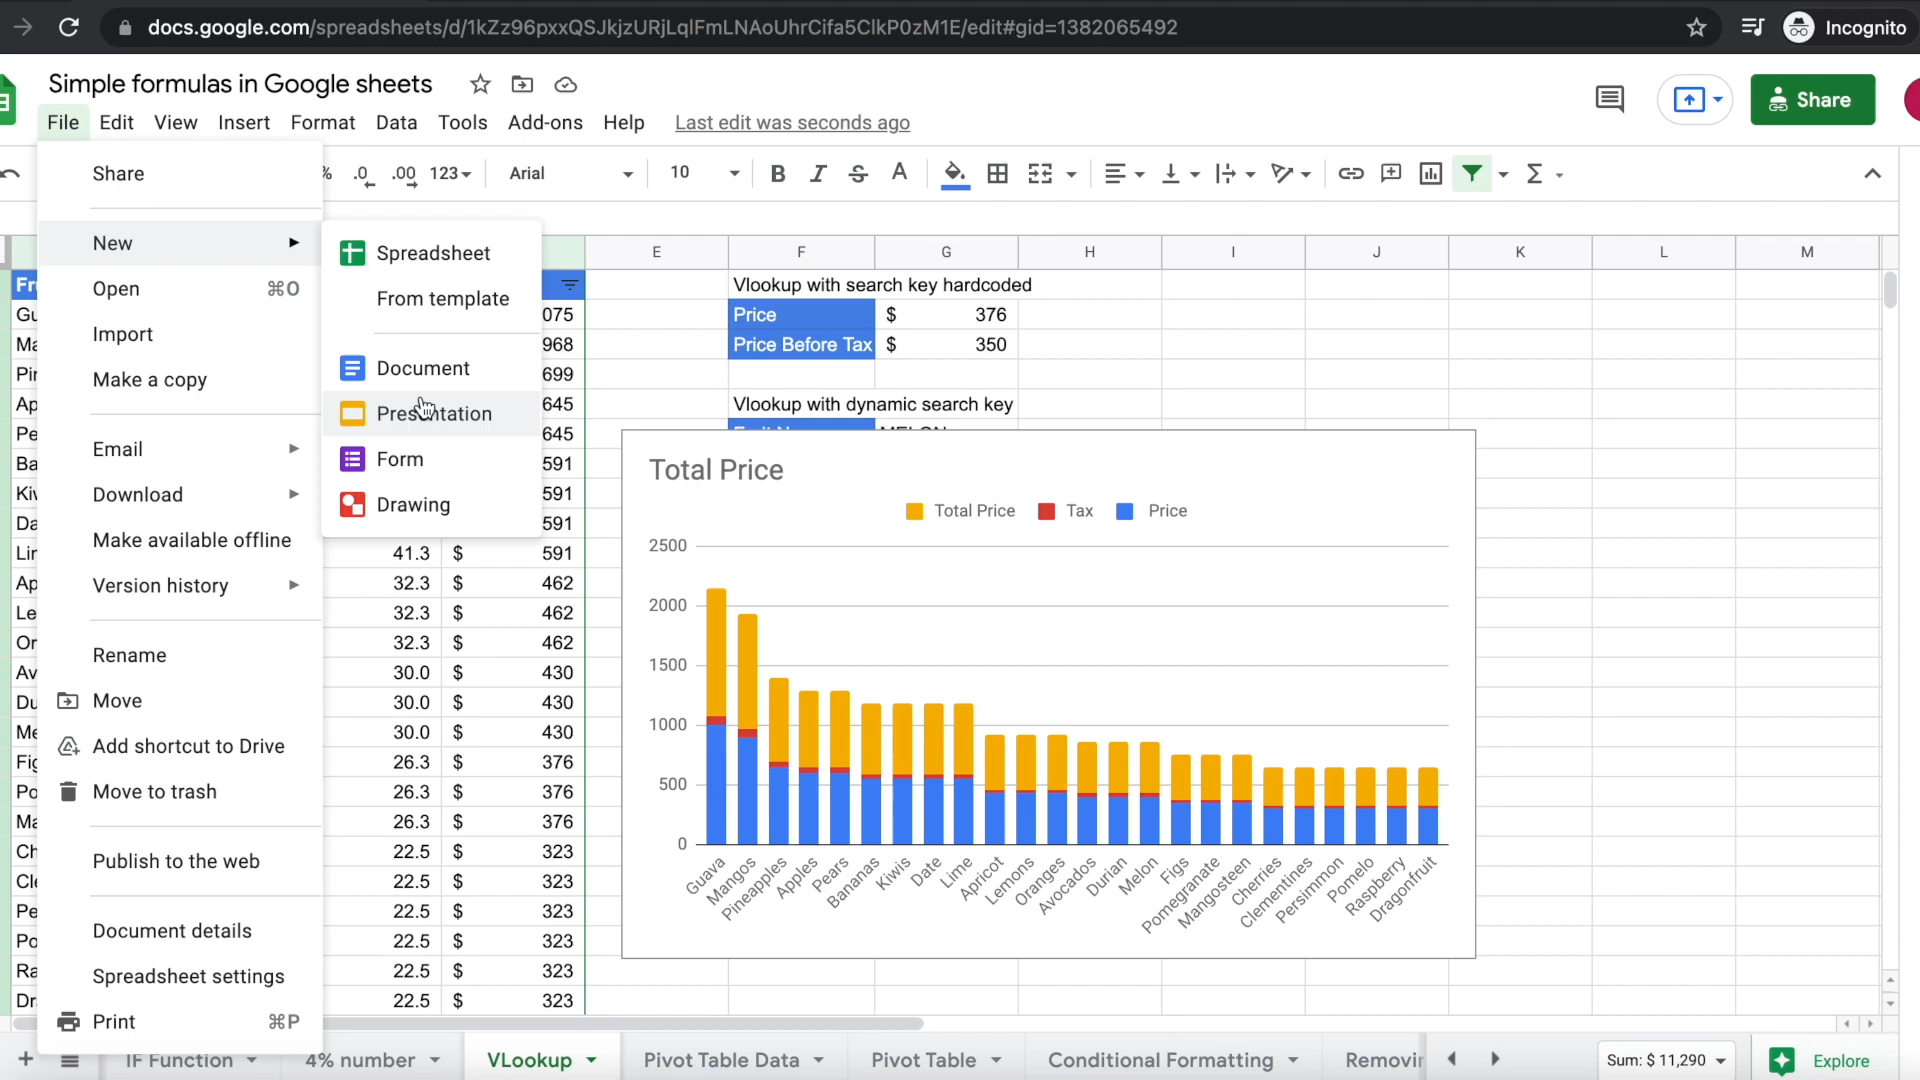 docs.google.com/spreadsheets/d/1kZz96pxxQSJkjzURjLqlFmLNAoUhrCifa5ClkP0zM1E/edit#gid=1382065492
Incognito
Simple formulas in Google sheets
File Edit View Insert Format Data Tools Add-ons Help Last edit was seconds ago
Share
% .0 .00 123 Arial 10 B I S A Σ
Share
New
Open ⌘O
Import
Make a copy
Email
Download
Make available offline
Version history
Rename
Move
Add shortcut to Drive
Move to trash
Publish to the web
Document details
Spreadsheet settings
Print ⌘P
Spreadsheet
From template
Document
Presentation
Form
Drawing
E F G H I J K L M
Vlookup with search key hardcoded
Price $ 376
Price Before Tax $ 350
Vlookup with dynamic search key
075
968
699
645
645
591
591
591
41.3 $ 591
32.3 $ 462
32.3 $ 462
32.3 $ 462
30.0 $ 430
30.0 $ 430
30.0 $ 430
26.3 $ 376
26.3 $ 376
26.3 $ 376
22.5 $ 323
22.5 $ 323
22.5 $ 323
22.5 $ 323
22.5 $ 323
22.5 $ 323
Total Price
Total Price Tax Price
2500
2000
1500
1000
500
0
Guava
Mangos
Pineapples
Apples
Pears
Bananas
Kiwis
Date
Lime
Apricot
Lemons
Oranges
Avocados
Durian
Melon
Figs
Pomegranate
Mangosteen
Cherries
Clementines
Persimmon
Pomelo
Raspberry
Dragonfruit
IF Function 4% number VLookup Pivot Table Data Pivot Table Conditional Formatting Sum: $ 11,290 Explore